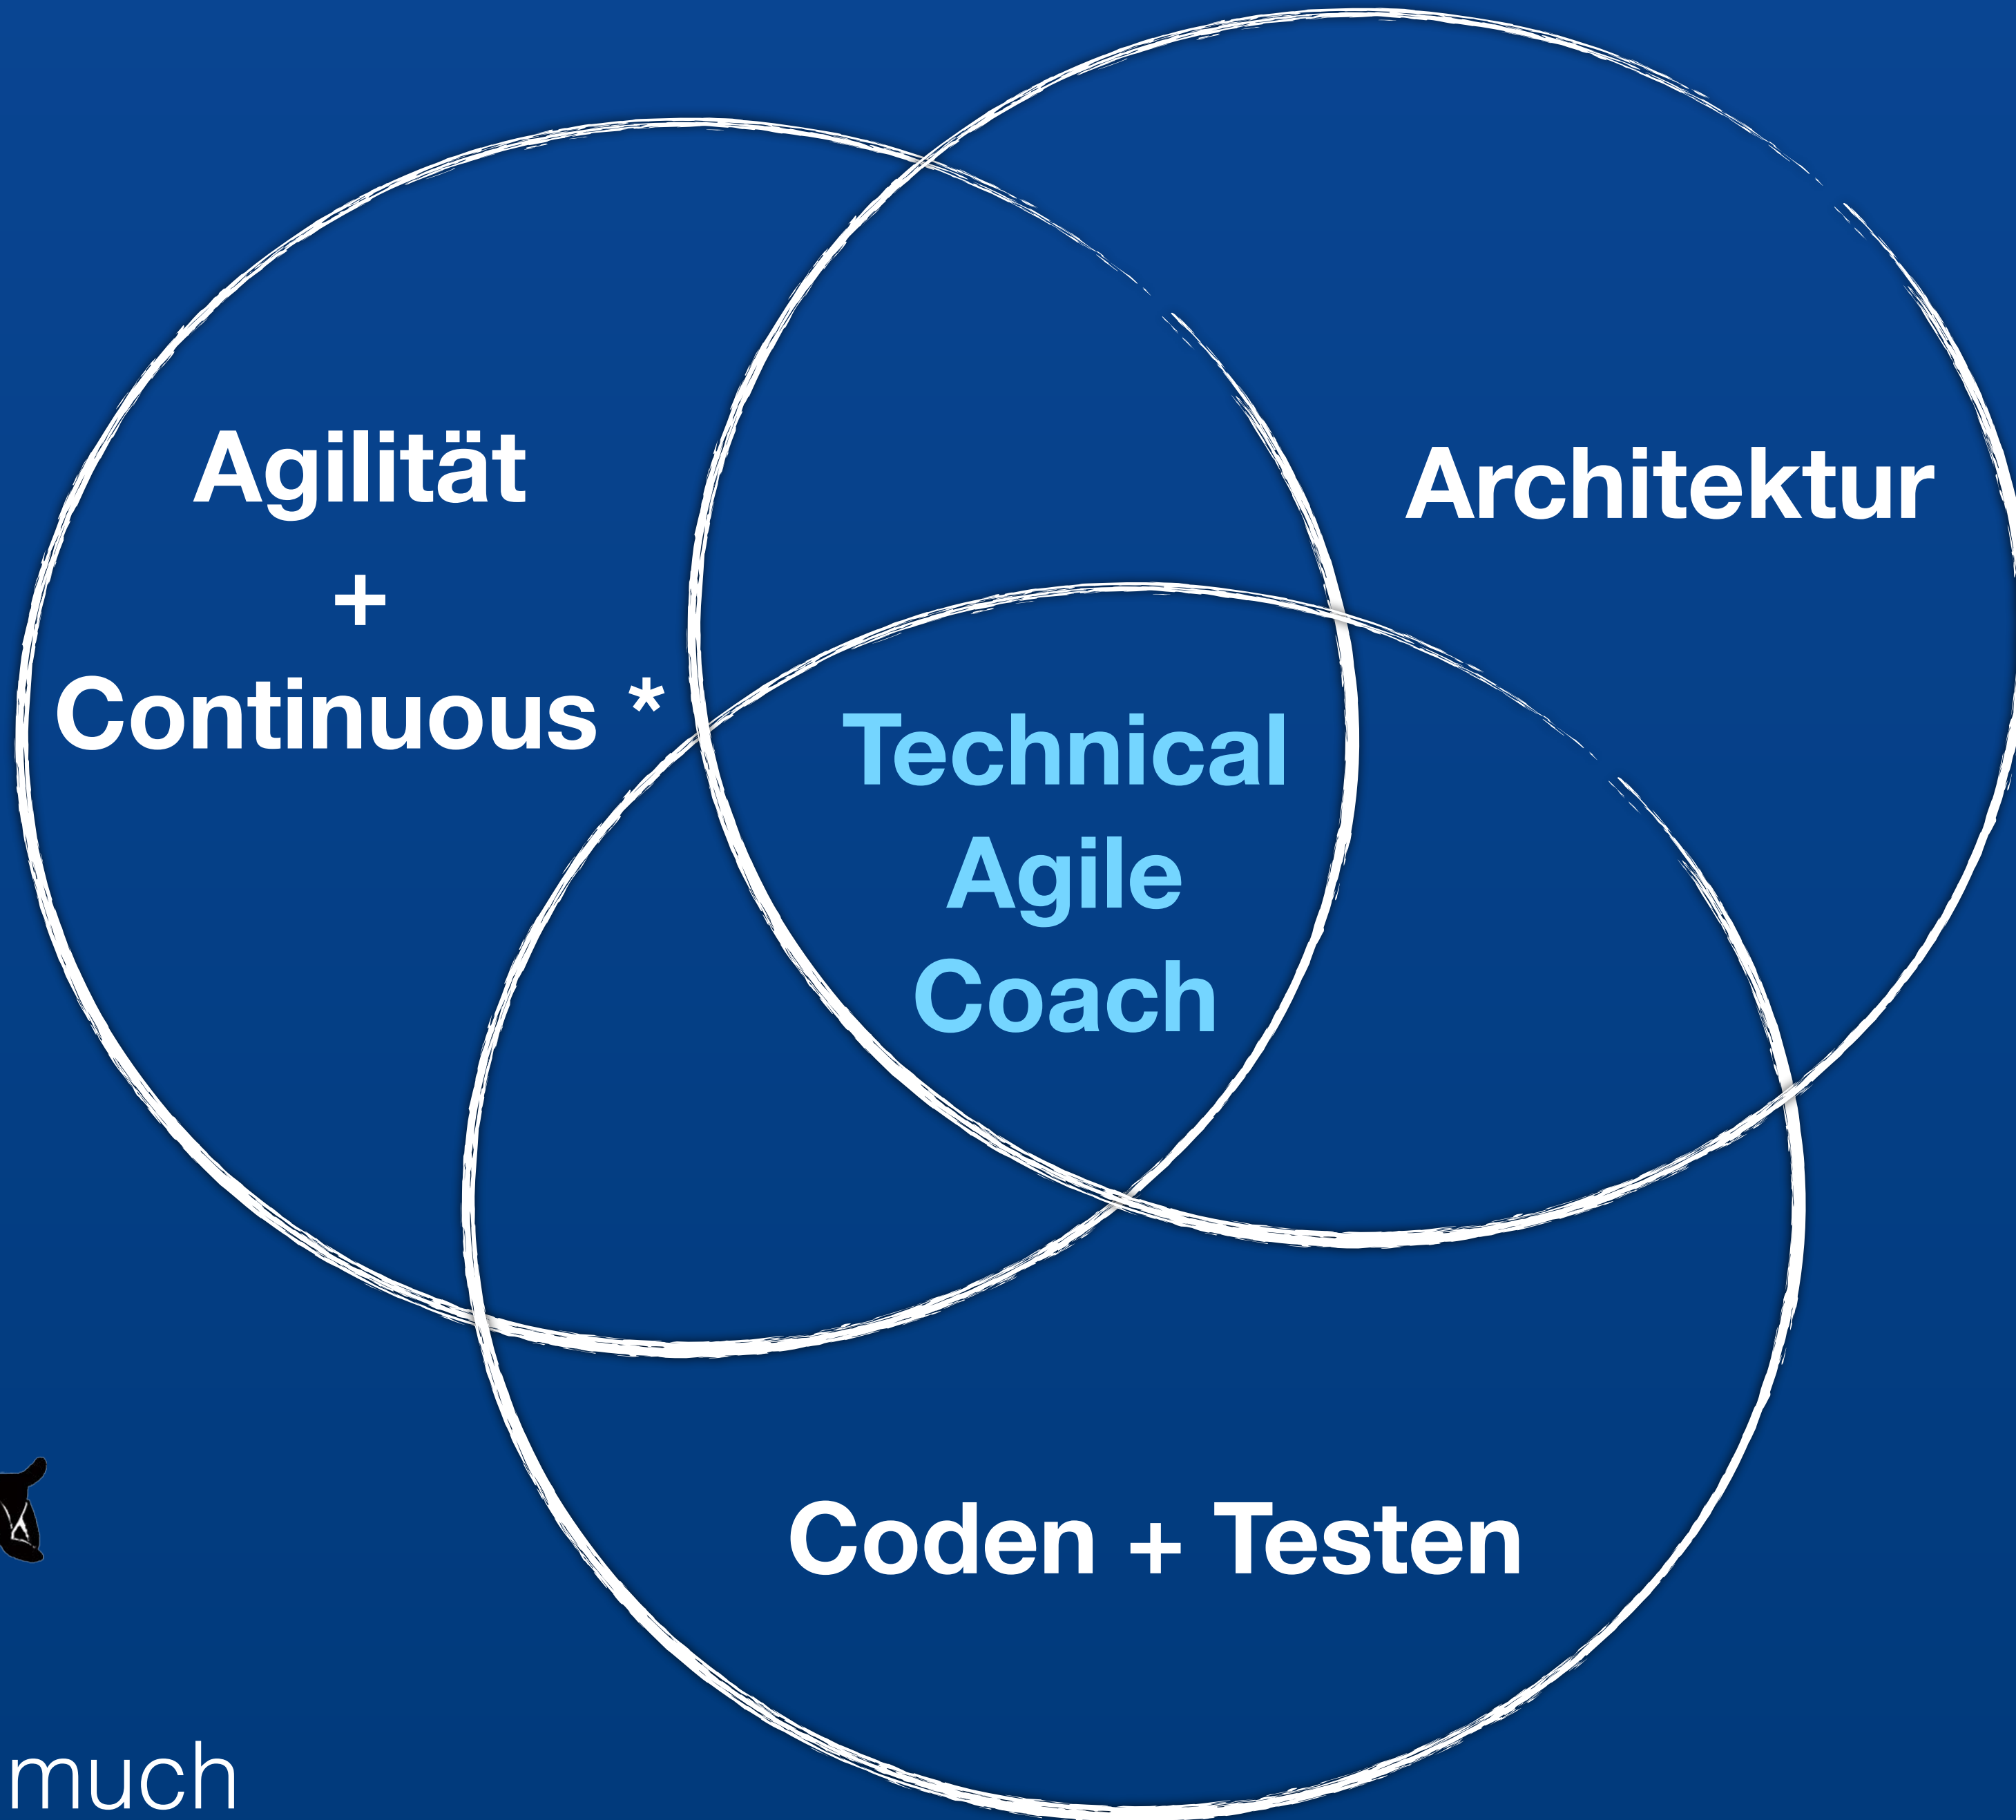 Agilität
+
Continuous *
Architektur
Technical
Agile
Coach
Coden + Testen
much